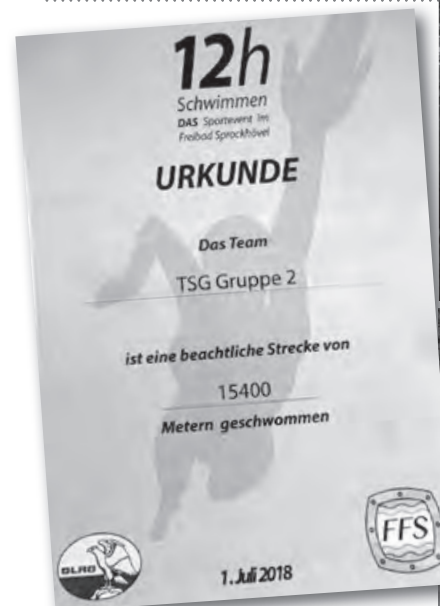 12h
Schwimmen
DAS Sportevent im
Freibad Sprockhövel
URKUNDE
Das Team
TSG Gruppe 2
ist eine beachtliche Strecke von
15400
Metern geschwommen
DLRG
FFS
1. Juli 2018